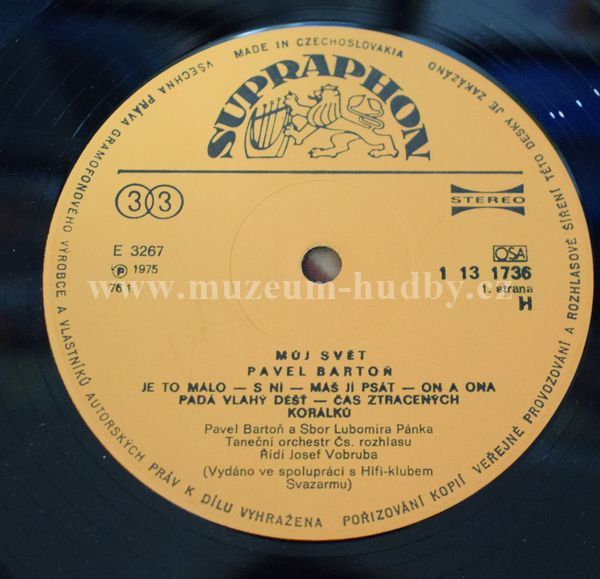 MADE IN CZECHOSLOVAKIA
VŠECHNA PRÁVA GRAMOFONOVÉHO VÝROBCE A VLASTNÍKŮ AUTORSKÝCH PRÁV K DÍLU VYHRAŽENA
POŘIZOVÁNÍ KOPIÍ VEŘEJNÉ PROVOZOVÁNÍ A ROZHLASOVÉ ŠÍŘENÍ TÉTO DESKY JE ZAKÁZÁNO
SUPRAPHON
33
STEREO
E 3267
OSA
Ⓟ 1975
1 13 1736
76 1
1. strana
H
www.muzeum-hudby.cz
MŮJ SVĚT
PAVEL BARTOŇ
JE TO MÁLO — S NÍ — MÁŠ JÍ PSÁT — ON A ONA
PADÁ VLAHÝ DÉŠŤ — ČAS ZTRACENÝCH
KORÁLKŮ
Pavel Bartoň a Sbor Lubomíra Pánka
Taneční orchestr Čs. rozhlasu
Řídí Josef Vobruba
(Vydáno ve spolupráci s Hifi-klubem
Svazarmu)